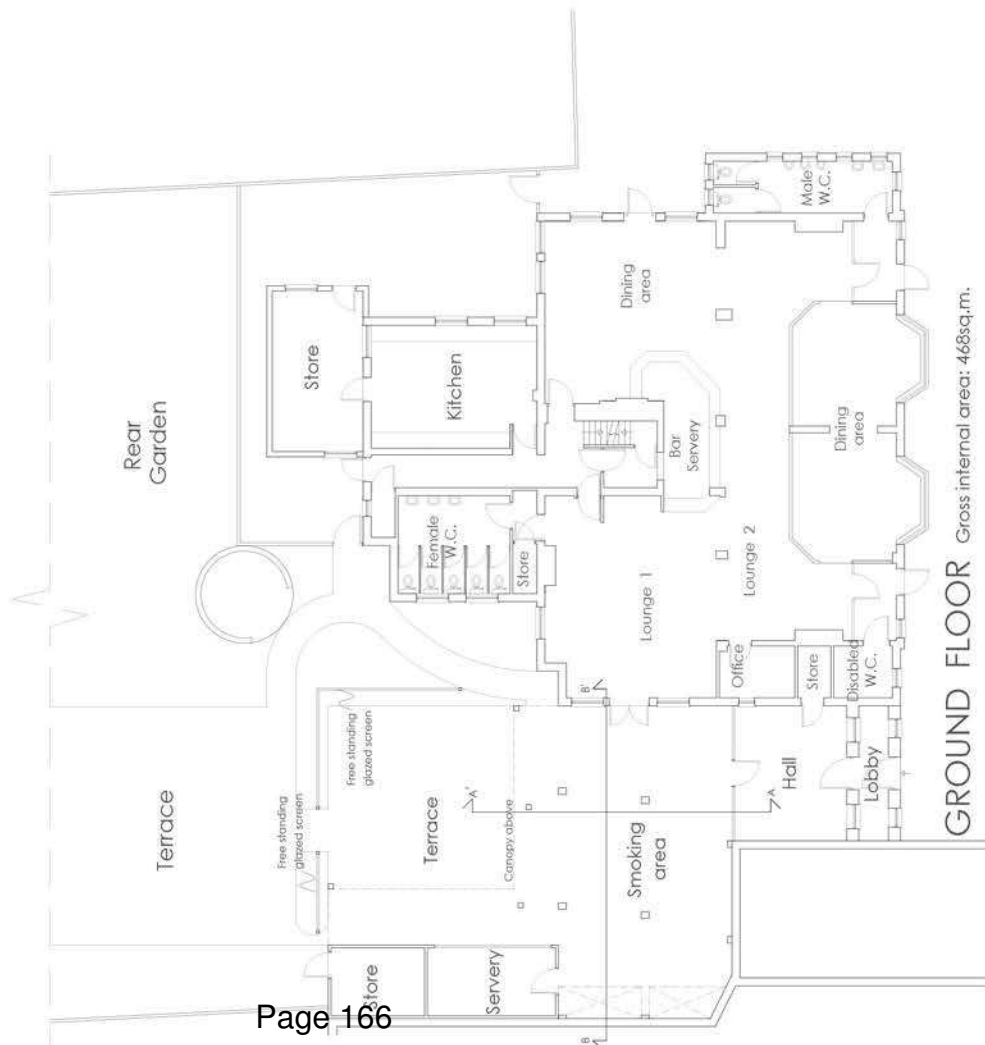 Rear
Garden
Terrace
Free standing
glazed screen
Free standing
glazed screen
Terrace
Canopy above
Store
Servery
Smoking
area
Store
Kitchen
Female
W.C.
Store
Dining
area
Bar
Servery
Lounge 1
Lounge 2
Office
Store
Disabled
W.C.
Hall
Lobby
Dining
area
Male
W.C.
A'
A
B'
B
GROUND FLOOR Gross internal area: 468sq.m.
Page 166